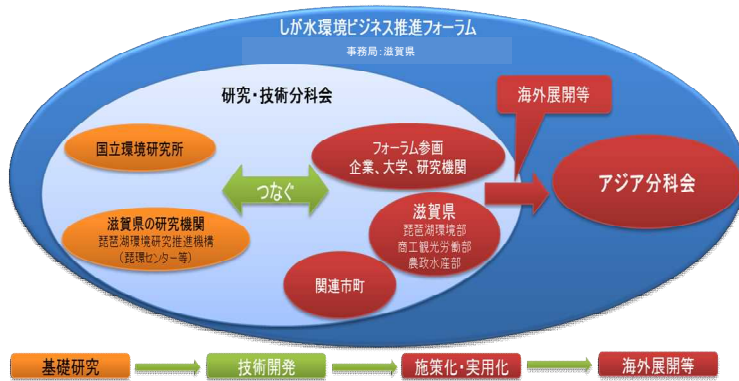 しが水環境ビジネス推進フォーラム
事務局:滋賀県
研究・技術分科会
海外展開等
国立環境研究所
フォーラム参画
企業、大学、研究機関
つなぐ
アジア分科会
滋賀県の研究機関
琵琶湖環境研究推進機構
(琵環センター等)
滋賀県
琵琶湖環境部
商工観光労働部
農政水産部
関連市町
基礎研究
技術開発
施策化・実用化
海外展開等